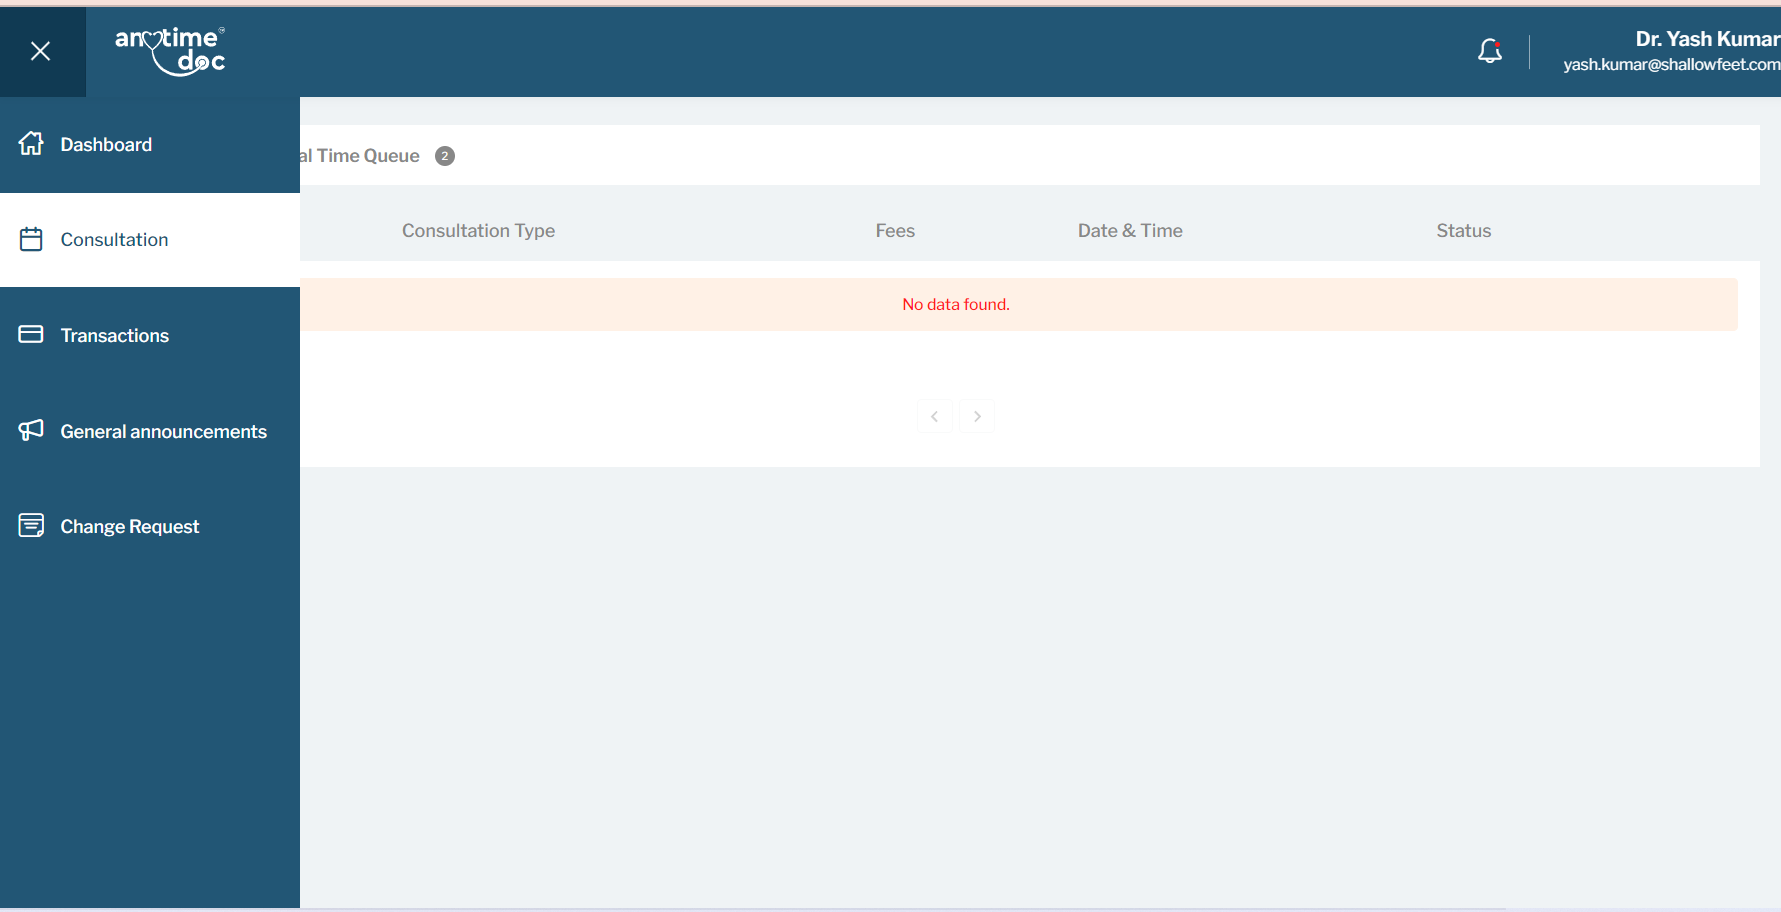 anytime
doc
Dr. Yash Kumar
yash.kumar@shallowfeet.com
Dashboard
Consultation
Transactions
General announcements
Change Request
al Time Queue 2
Consultation Type Fees Date & Time Status
No data found.